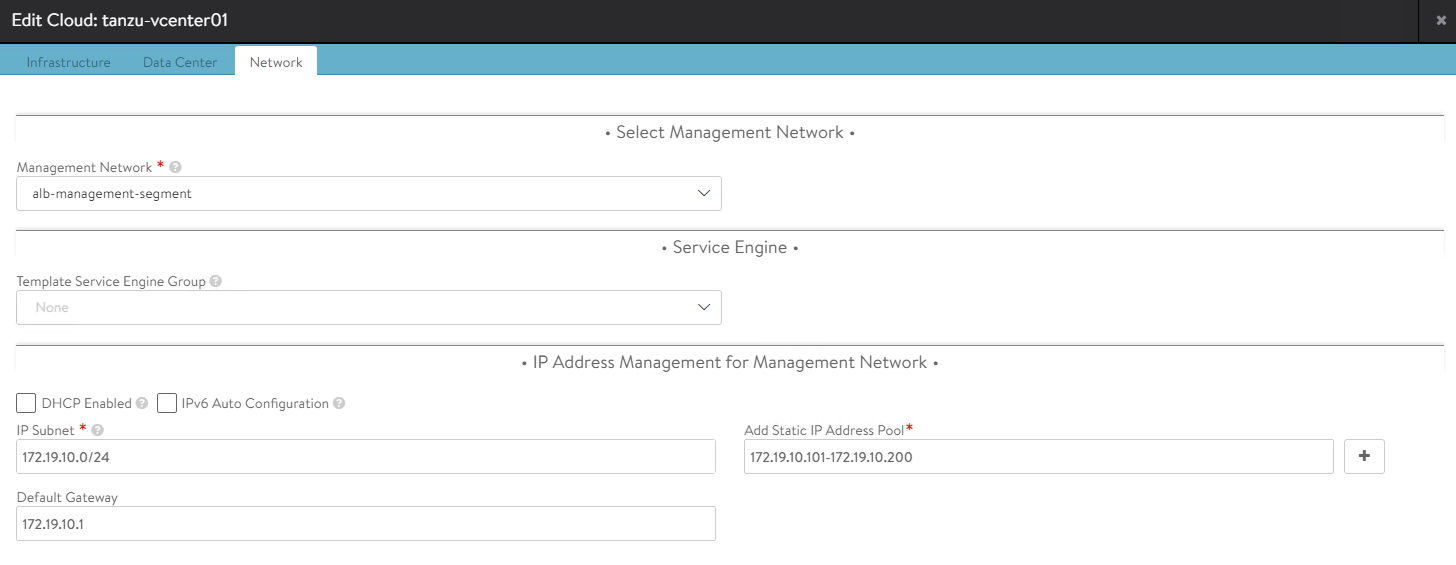 Edit Cloud: tanzu-vcenter01
Infrastructure Data Center Network
• Select Management Network •
Management Network *
alb-management-segment
• Service Engine •
Template Service Engine Group
None
• IP Address Management for Management Network •
DHCP Enabled IPv6 Auto Configuration
IP Subnet * Add Static IP Address Pool*
172.19.10.0/24 172.19.10.101-172.19.10.200
Default Gateway
172.19.10.1